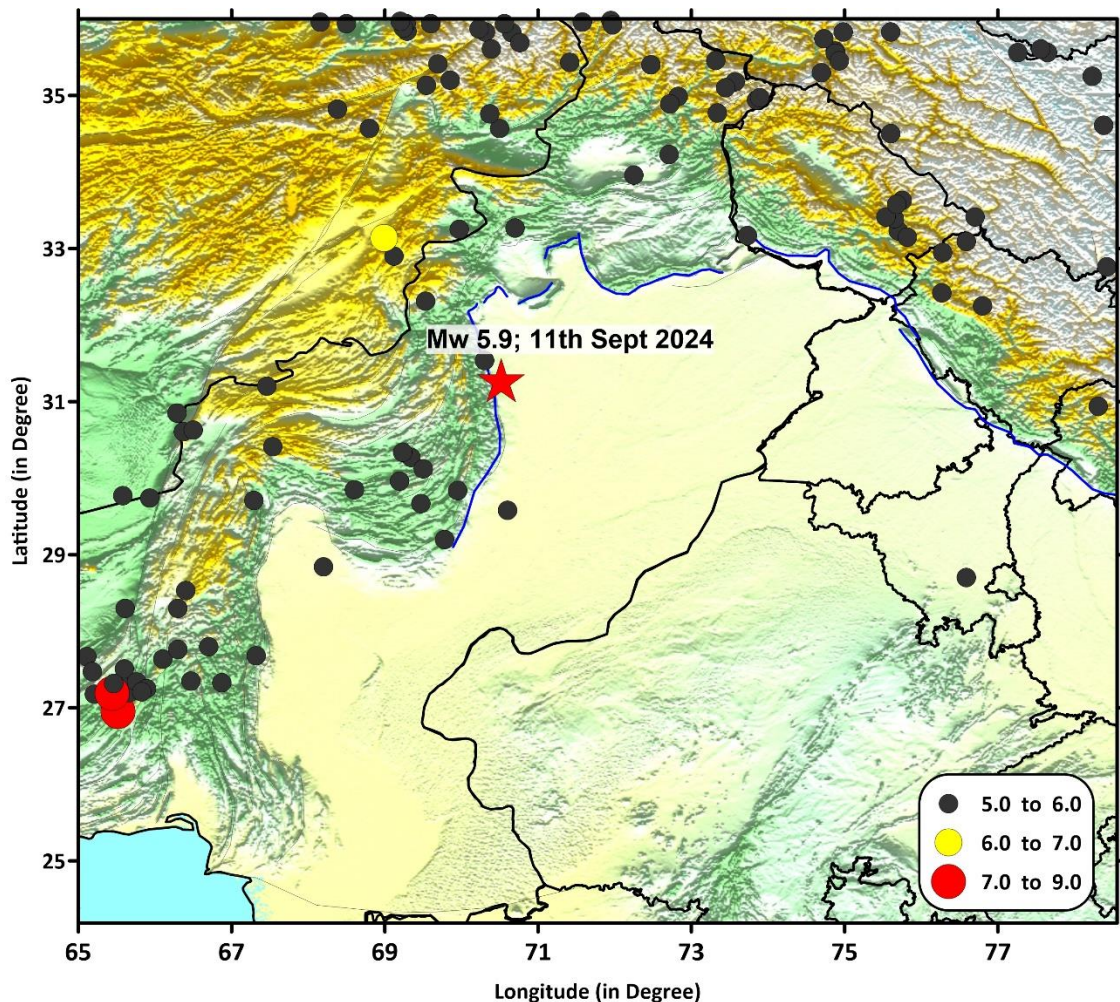 35
33
31
29
27
25
Latitude (in Degree)
Mw 5.9; 11th Sept 2024
5.0 to 6.0
6.0 to 7.0
7.0 to 9.0
65 67 69 71 73 75 77
Longitude (in Degree)